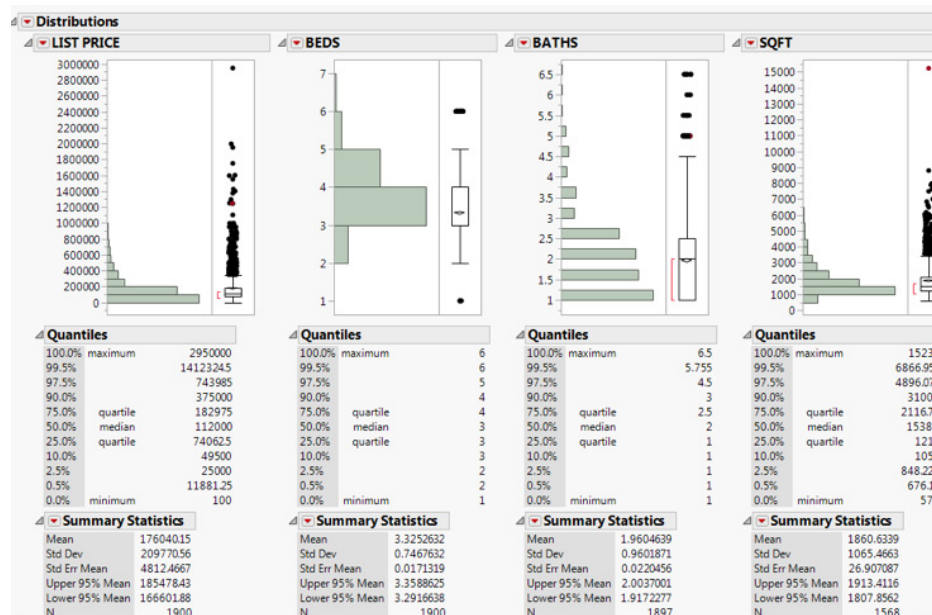 Distributions
LIST PRICE
3000000
2800000
2600000
2400000
2200000
2000000
1800000
1600000
1400000
1200000
1000000
800000
600000
400000
200000
0
Quantiles
100.0% maximum 2950000
99.5% 1412324.5
97.5% 743985
90.0% 375000
75.0% quartile 182975
50.0% median 112000
25.0% quartile 74062.5
10.0% 49500
2.5% 25000
0.5% 11881.25
0.0% minimum 100
Summary Statistics
Mean 176040.15
Std Dev 209770.56
Std Err Mean 4812.4667
Upper 95% Mean 185478.43
Lower 95% Mean 166601.88
N 1900
BEDS
7
6
5
4
3
2
1
Quantiles
100.0% maximum 6
99.5% 6
97.5% 5
90.0% 4
75.0% quartile 4
50.0% median 3
25.0% quartile 3
10.0% 3
2.5% 2
0.5% 2
0.0% minimum 1
Summary Statistics
Mean 3.3252632
Std Dev 0.7467632
Std Err Mean 0.0171319
Upper 95% Mean 3.3588625
Lower 95% Mean 3.2916638
N 1900
BATHS
6.5
6
5.5
5
4.5
4
3.5
3
2.5
2
1.5
1
Quantiles
100.0% maximum 6.5
99.5% 5.755
97.5% 4.5
90.0% 3
75.0% quartile 2.5
50.0% median 2
25.0% quartile 1
10.0% 1
2.5% 1
0.5% 1
0.0% minimum 1
Summary Statistics
Mean 1.9604639
Std Dev 0.9601871
Std Err Mean 0.0220456
Upper 95% Mean 2.0037001
Lower 95% Mean 1.9172277
N 1897
SQFT
15000
14000
13000
12000
11000
10000
9000
8000
7000
6000
5000
4000
3000
2000
1000
0
Quantiles
100.0% maximum 1523
99.5% 6866.95
97.5% 4896.07
90.0% 3100
75.0% quartile 2116.7
50.0% median 1538
25.0% quartile 121
10.0% 105
2.5% 848.22
0.5% 676.1
0.0% minimum 57
Summary Statistics
Mean 1860.6339
Std Dev 1065.4663
Std Err Mean 26.907087
Upper 95% Mean 1913.4116
Lower 95% Mean 1807.8562
N 1568